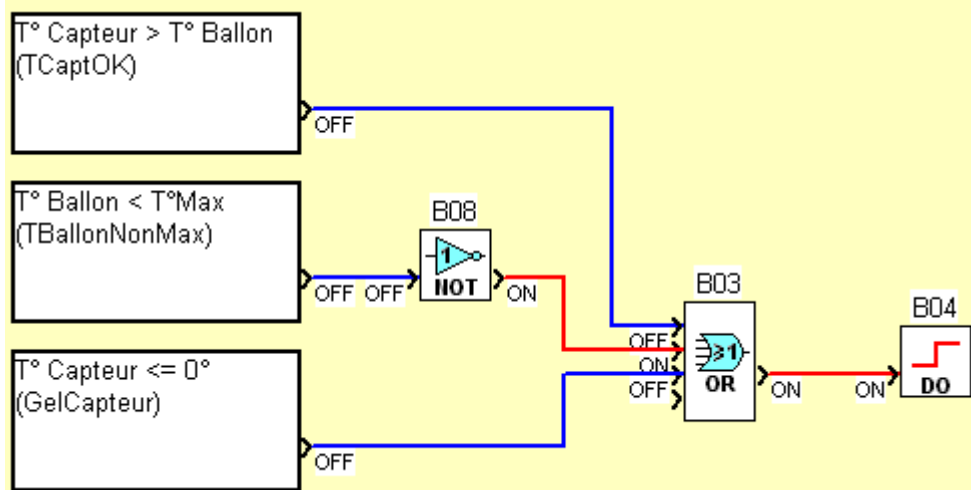 T° Capteur > T° Ballon
(TCaptOK)
OFF
T° Ballon < T°Max
(TBallonNonMax)
OFF OFF
B08
1
NOT
ON
T° Capteur <= 0°
(GelCapteur)
OFF
B03
OFF
ON
OFF
≥1
OR
ON ON
B04
DO